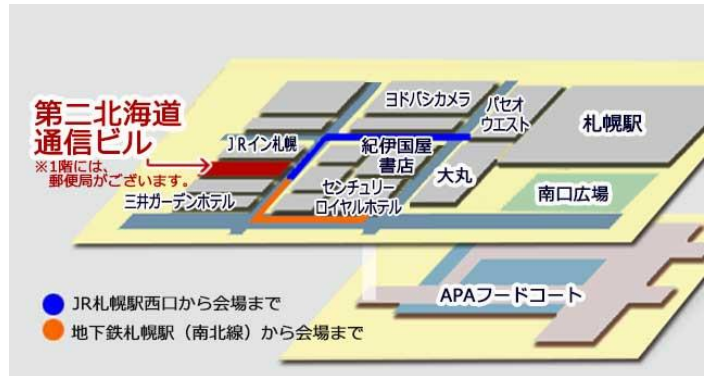 ヨドバシカメラ
パセオ
ウエスト
札幌駅
第二北海道
通信ビル
※1階には、
郵便局がございます。
JRイン札幌
紀伊国屋
書店
大丸
センチュリー
ロイヤルホテル
三井ガーデンホテル
南口広場
APAフードコート
JR札幌駅西口から会場まで
地下鉄札幌駅（南北線）から会場まで